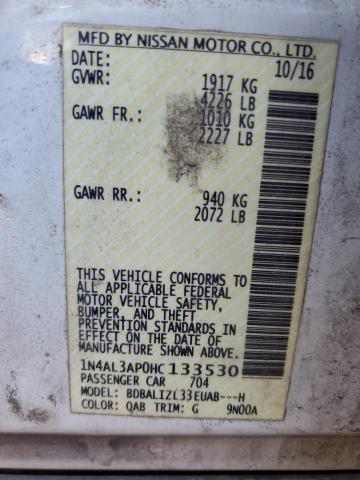 MFD BY NISSAN MOTOR CO., LTD.
DATE: 10/16
GVWR: 1917 KG
4226 LB
GAWR FR: 1010 KG
2227 LB
GAWR RR: 940 KG
2072 LB
THIS VEHICLE CONFORMS TO
ALL APPLICABLE FEDERAL
MOTOR VEHICLE SAFETY,
BUMPER, AND THEFT
PREVENTION STANDARDS IN
EFFECT ON THE DATE OF
MANUFACTURE SHOWN ABOVE.
1N4AL3AP0HC133530
PASSENGER CAR 704
MODEL: BDBALIZL33EUAB---H
COLOR: QAB TRIM: G 9N00A